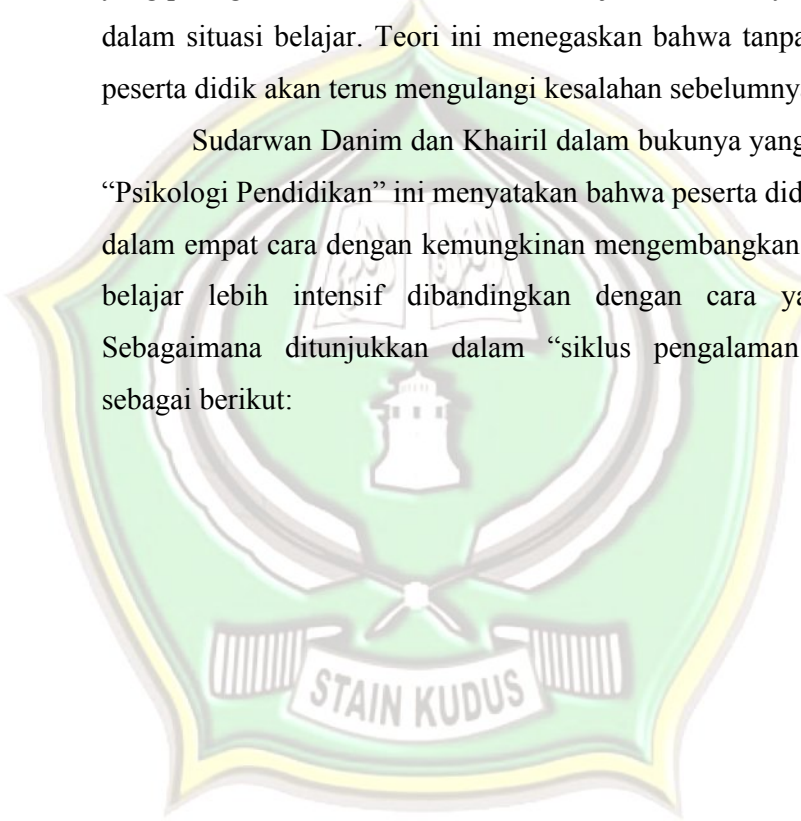 dalam situasi belajar. Teori ini menegaskan bahwa tanpa
peserta didik akan terus mengulangi kesalahan sebelumnya
Sudarwan Danim dan Khairil dalam bukunya yang
“Psikologi Pendidikan” ini menyatakan bahwa peserta did
dalam empat cara dengan kemungkinan mengembangkan
belajar lebih intensif dibandingkan dengan cara ya
Sebagaimana ditunjukkan dalam “siklus pengalaman
sebagai berikut:
STAIN KUDUS